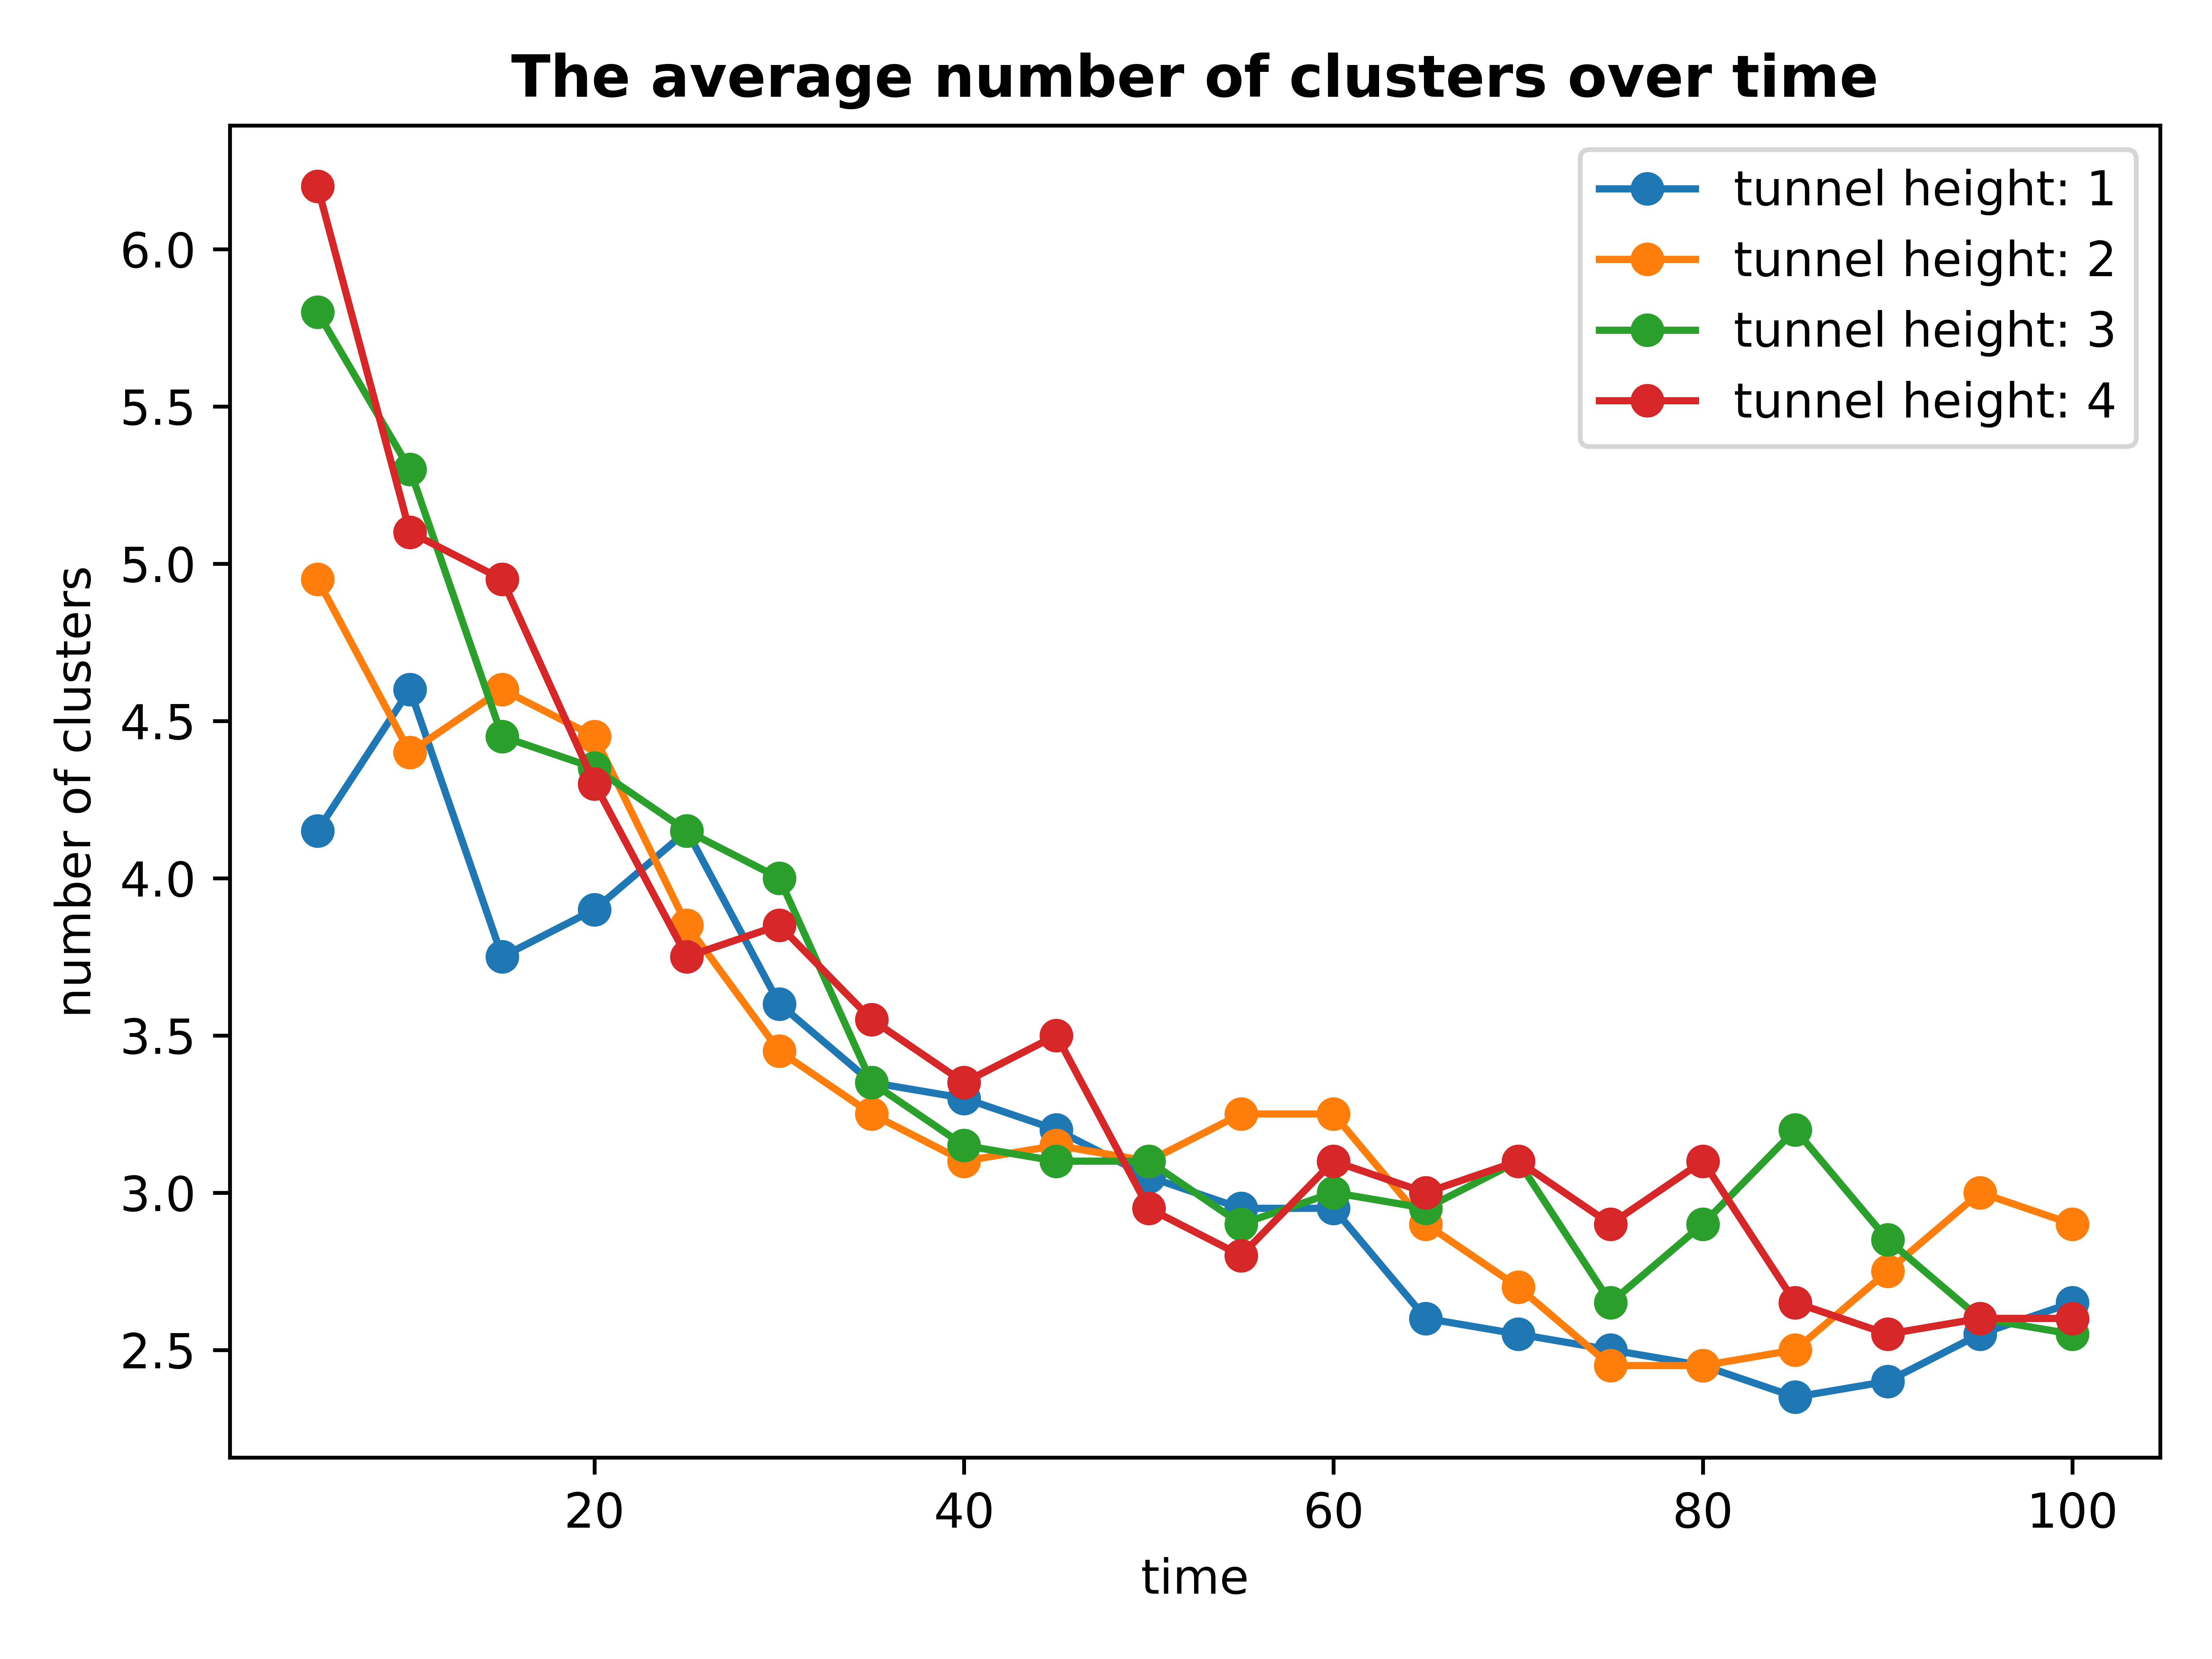 The average number of clusters over time
tunnel height: 1
tunnel height: 2
tunnel height: 3
tunnel height: 4
number of clusters
6.0
5.5
5.0
4.5
4.0
3.5
3.0
2.5
20 40 60 80 100
time